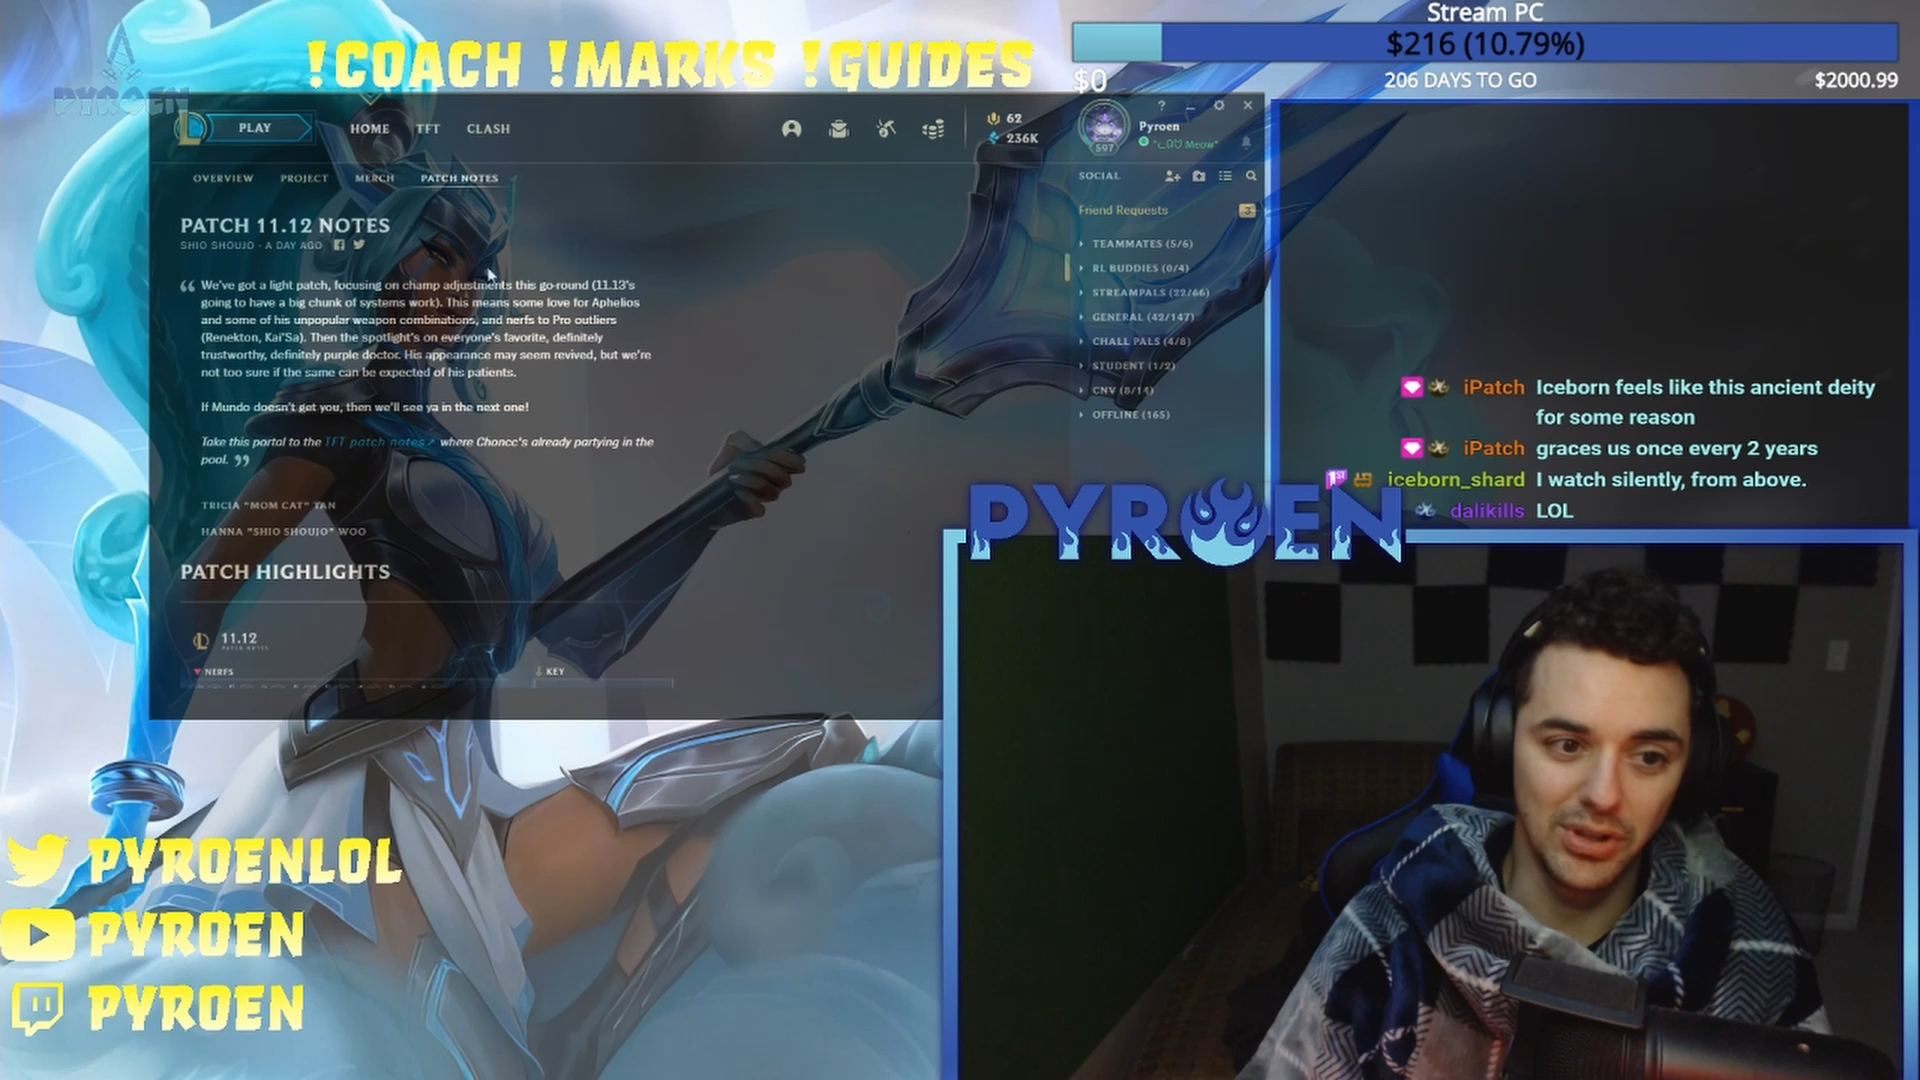 !COACH !MARKS !GUIDES
Stream PC
$216 (10.79%)
$0
206 DAYS TO GO
$2000.99
PYROEN
PLAY
HOME
TFT
CLASH
62
236K
597
Pyroen
OVERVIEW
PROJECT
MERCH
PATCH NOTES
PATCH 11.12 NOTES
SHIO SHOUJO - A DAY AGO
We've got a light patch, focusing on champ adjustments this go-round (11.13's
going to have a big chunk of systems work). This means some love for Aphelios
and some of his unpopular weapon combinations, and nerfs to Pro outliers
(Renekton, Kai'Sa). Then the spotlight's on everyone's favorite, definitely
trustworthy, definitely purple doctor. His appearance may seem revived, but we're
not too sure if the same can be expected of his patients.
If Mundo doesn't get you, then we'll see ya in the next one!
Take this portal to the TFT patch notes↗ where Choncc's already partying in the
pool.
TRICIA "MOM CAT" TAN
HANNA "SHIO SHOUJO" WOO
PATCH HIGHLIGHTS
11.12
PATCH NOTES
NERFS
KEY
SOCIAL
Friend Requests
TEAMMATES (5/6)
RL BUDDIES (0/4)
STREAMPALS (22/66)
GENERAL (42/147)
CHALL PALS (4/8)
STUDENT (1/2)
CNV (8/14)
OFFLINE (165)
iPatch Iceborn feels like this ancient deity
for some reason
iPatch graces us once every 2 years
iceborn_shard I watch silently, from above.
dalikills LOL
PYROEN
PYROENLOL
PYROEN
PYROEN